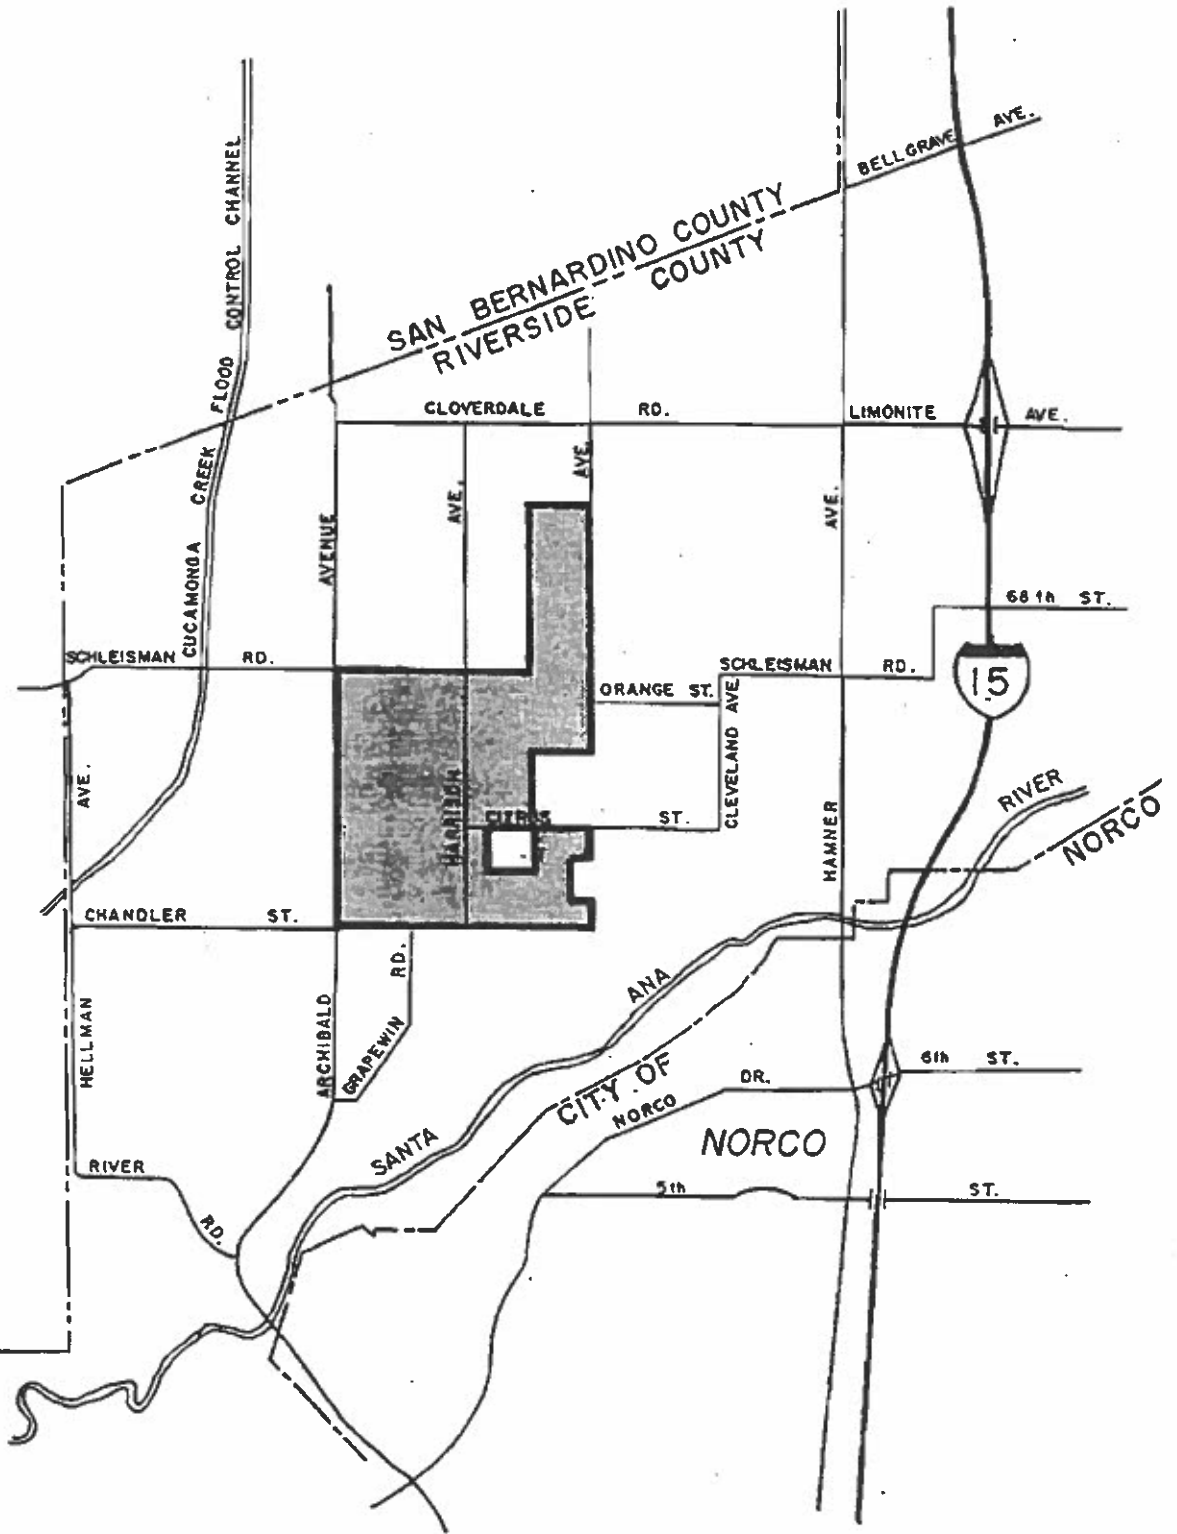 BELLGRAVE AVE.
CUCAMONGA CREEK FLOOD CONTROL CHANNEL
SAN BERNARDINO COUNTY
RIVERSIDE COUNTY
CLOVERDALE RD.
LIMONITE AVE.
AVE.
AVE.
AVENUE
AVE.
68th ST.
SCHLEISMAN RD.
SCHLEISMAN RD.
15
ORANGE ST.
CLEVELAND AVE.
AVE.
HARRISON
CITRUS ST.
HAMNER
RIVER
NORCO
CHANDLER ST.
RD.
ANA
HELLMAN
ARCHIBALD
GRAPEWIN
6th ST.
CITY OF
DR.
NORCO
NORCO
SANTA
RIVER
RD.
5th ST.